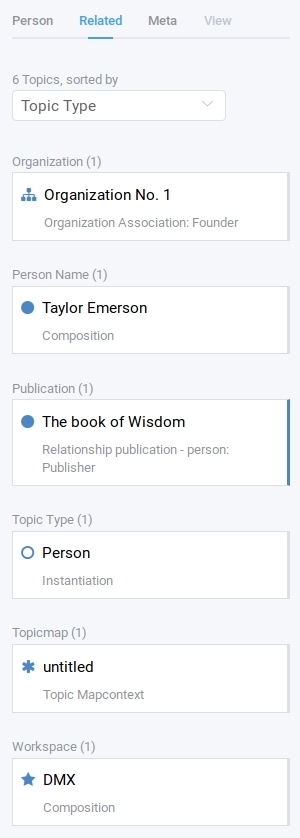 Person Related Meta View
6 Topics, sorted by
Topic Type
Organization (1)
Organization No. 1
Organization Association: Founder
Person Name (1)
Taylor Emerson
Composition
Publication (1)
The book of Wisdom
Relationship publication - person:
Publisher
Topic Type (1)
Person
Instantiation
Topicmap (1)
untitled
Topic Mapcontext
Workspace (1)
DMX
Composition